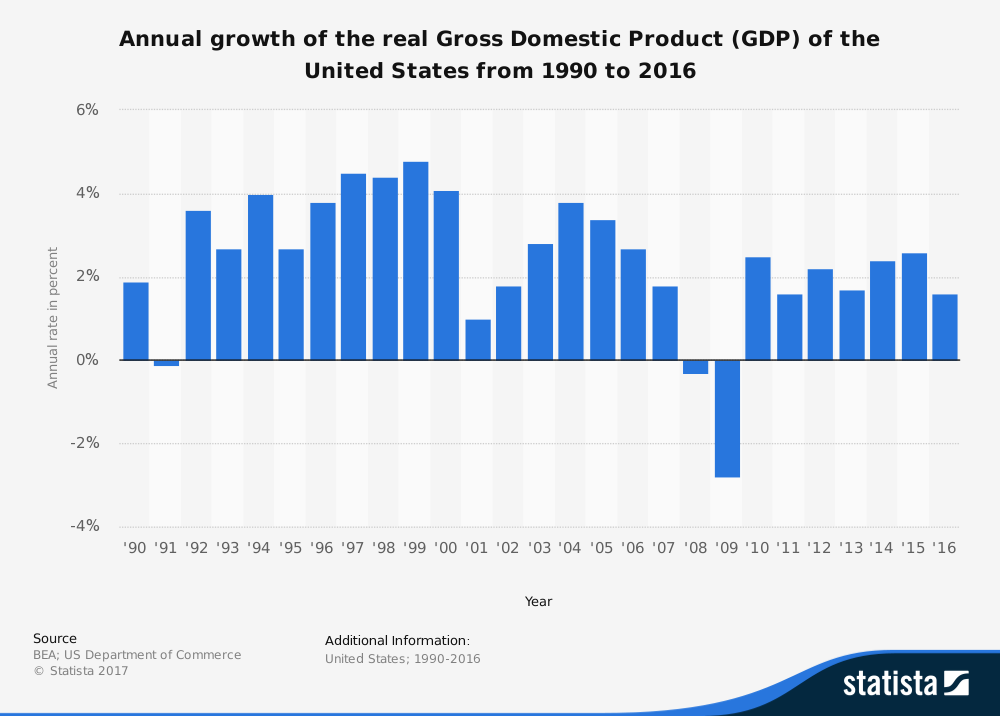 Annual growth of the real Gross Domestic Product (GDP) of the
United States from 1990 to 2016
6%
4%
2%
0%
-2%
-4%
Annual rate in percent
'90 '91 '92 '93 '94 '95 '96 '97 '98 '99 '00 '01 '02 '03 '04 '05 '06 '07 '08 '09 '10 '11 '12 '13 '14 '15 '16
Year
Source
BEA; US Department of Commerce
© Statista 2017
Additional Information:
United States; 1990-2016
statista